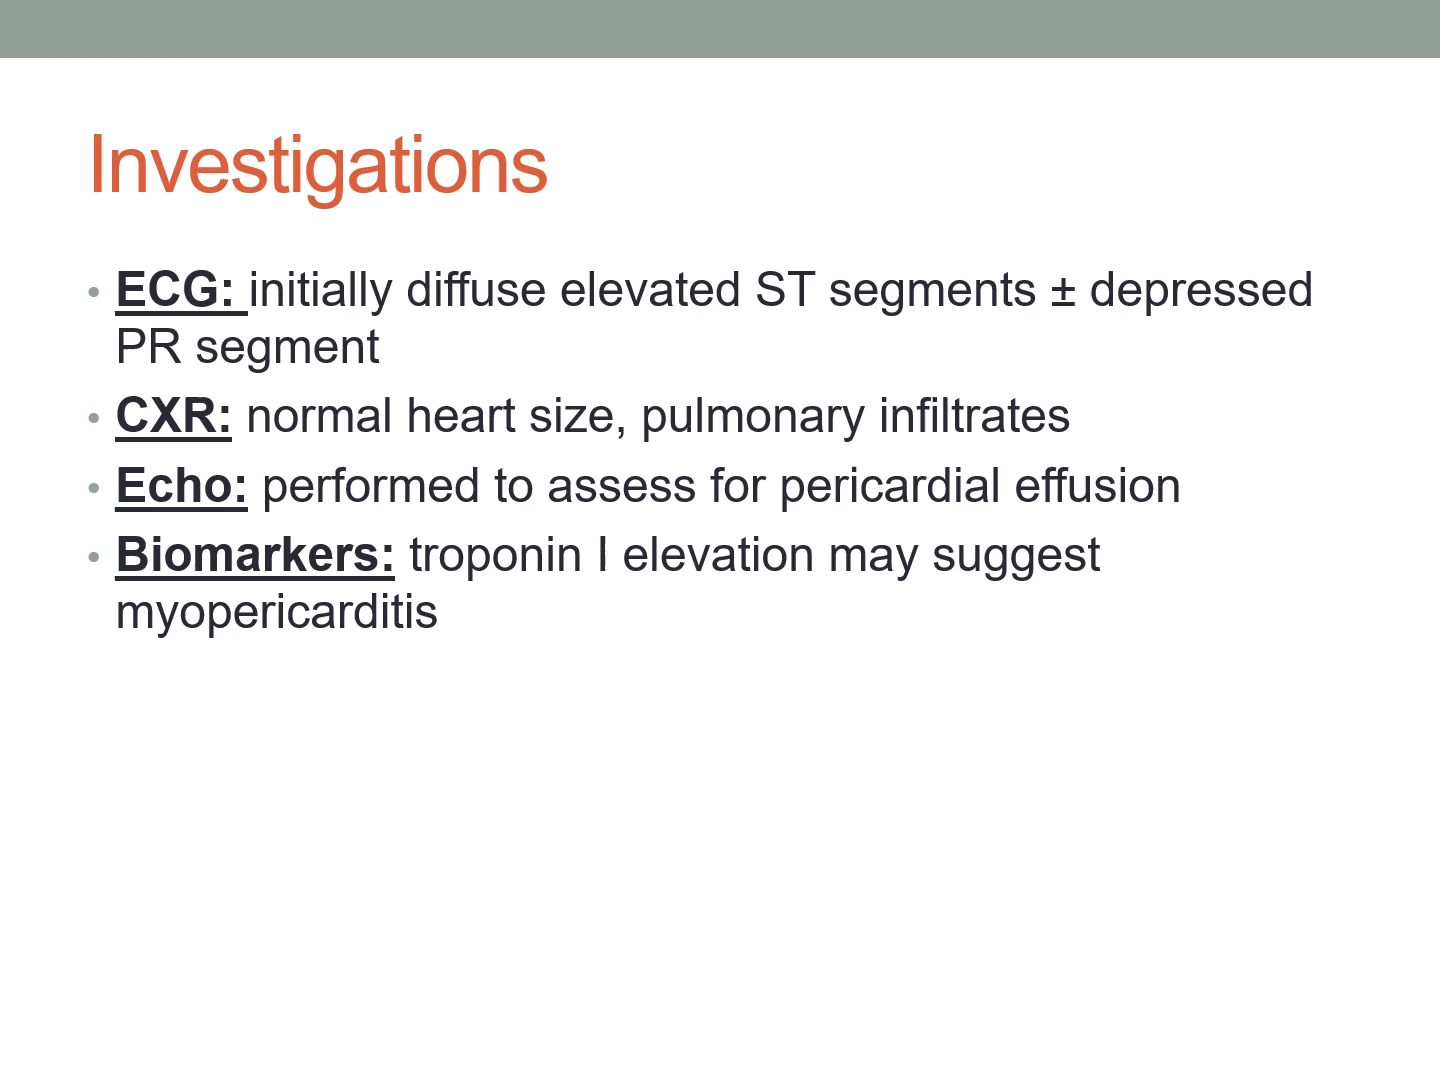 Investigations
• ECG: initially diffuse elevated ST segments ± depressed
PR segment
• CXR: normal heart size, pulmonary infiltrates
• Echo: performed to assess for pericardial effusion
• Biomarkers: troponin I elevation may suggest
myopericarditis